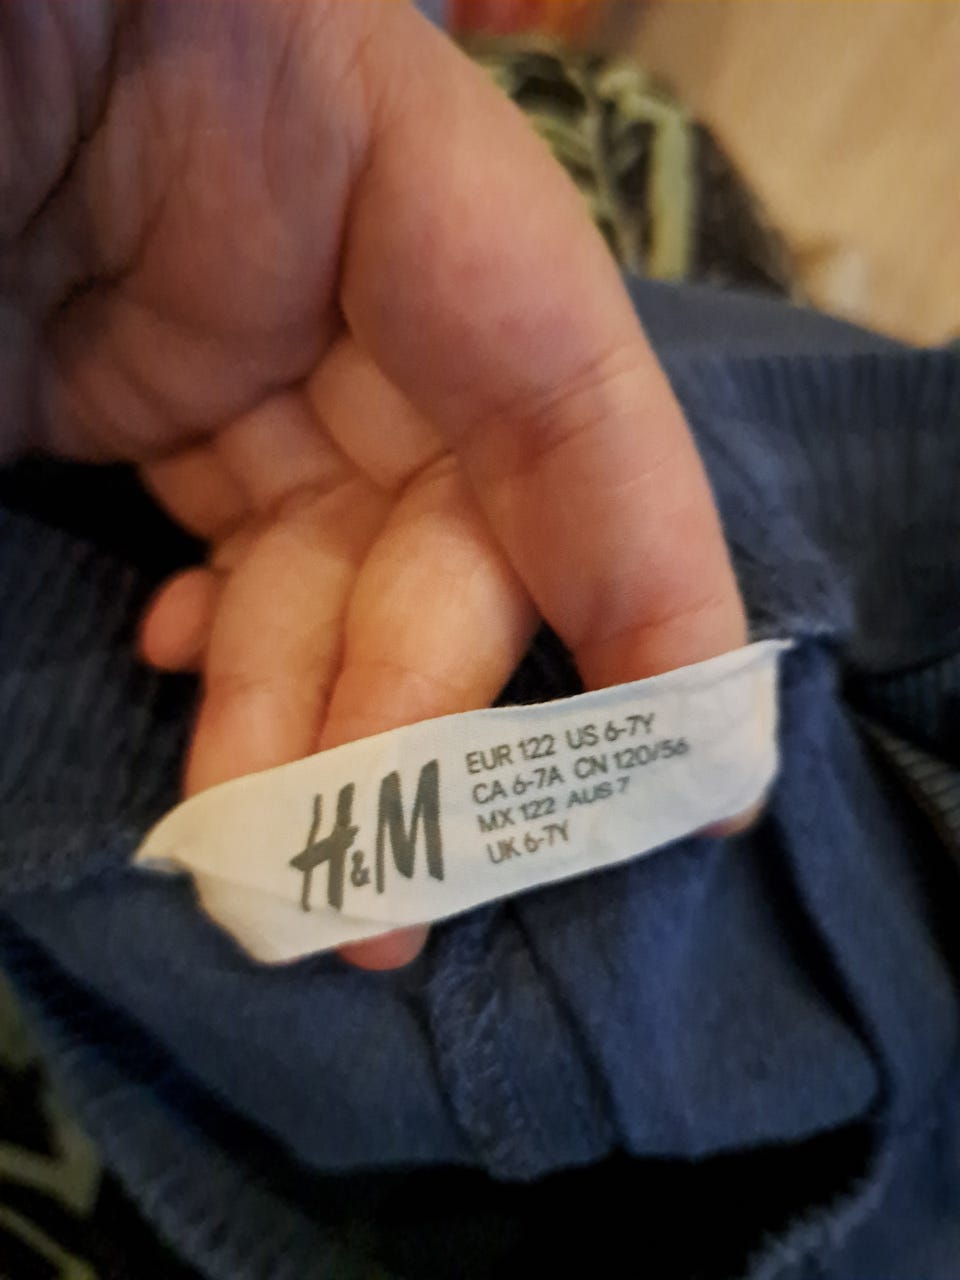 H&M
EUR 122 US 6-7Y
CA 6-7A CN 120/56
MX 122 AUS 7
UK 6-7Y